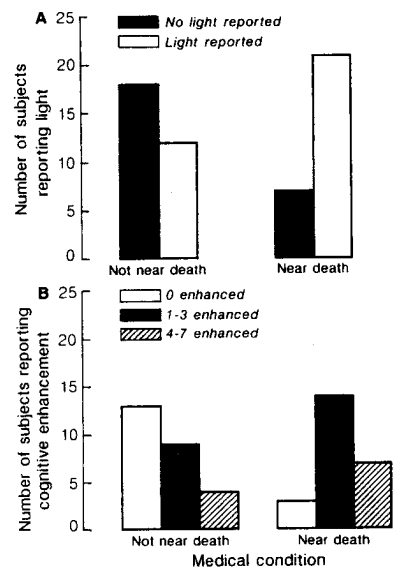 A
25
20
15
10
5
0
Number of subjects
reporting light
No light reported
Light reported
Not near death
Near death
B
25
20
15
10
5
0
Number of subjects reporting
cognitive enhancement
0 enhanced
1-3 enhanced
4-7 enhanced
Not near death
Near death
Medical condition